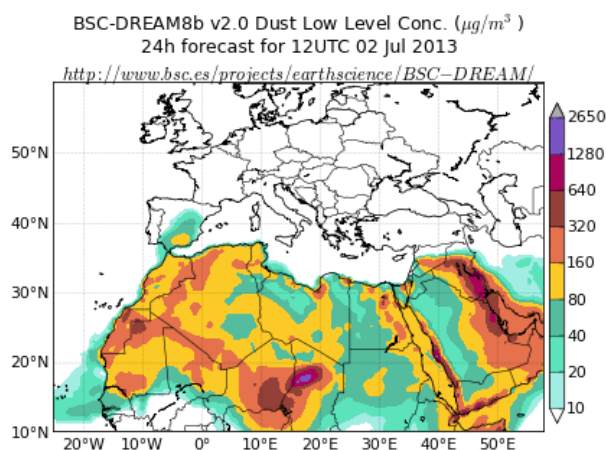 BSC-DREAM8b v2.0 Dust Low Level Conc. (μg/m³ )
24h forecast for 12UTC 02 Jul 2013
http://www.bsc.es/projects/earthscience/BSC−DREAM/
2650
1280
640
320
160
80
40
20
10
50°N
40°N
30°N
20°N
10°N
20°W 10°W 0° 10°E 20°E 30°E 40°E 50°E